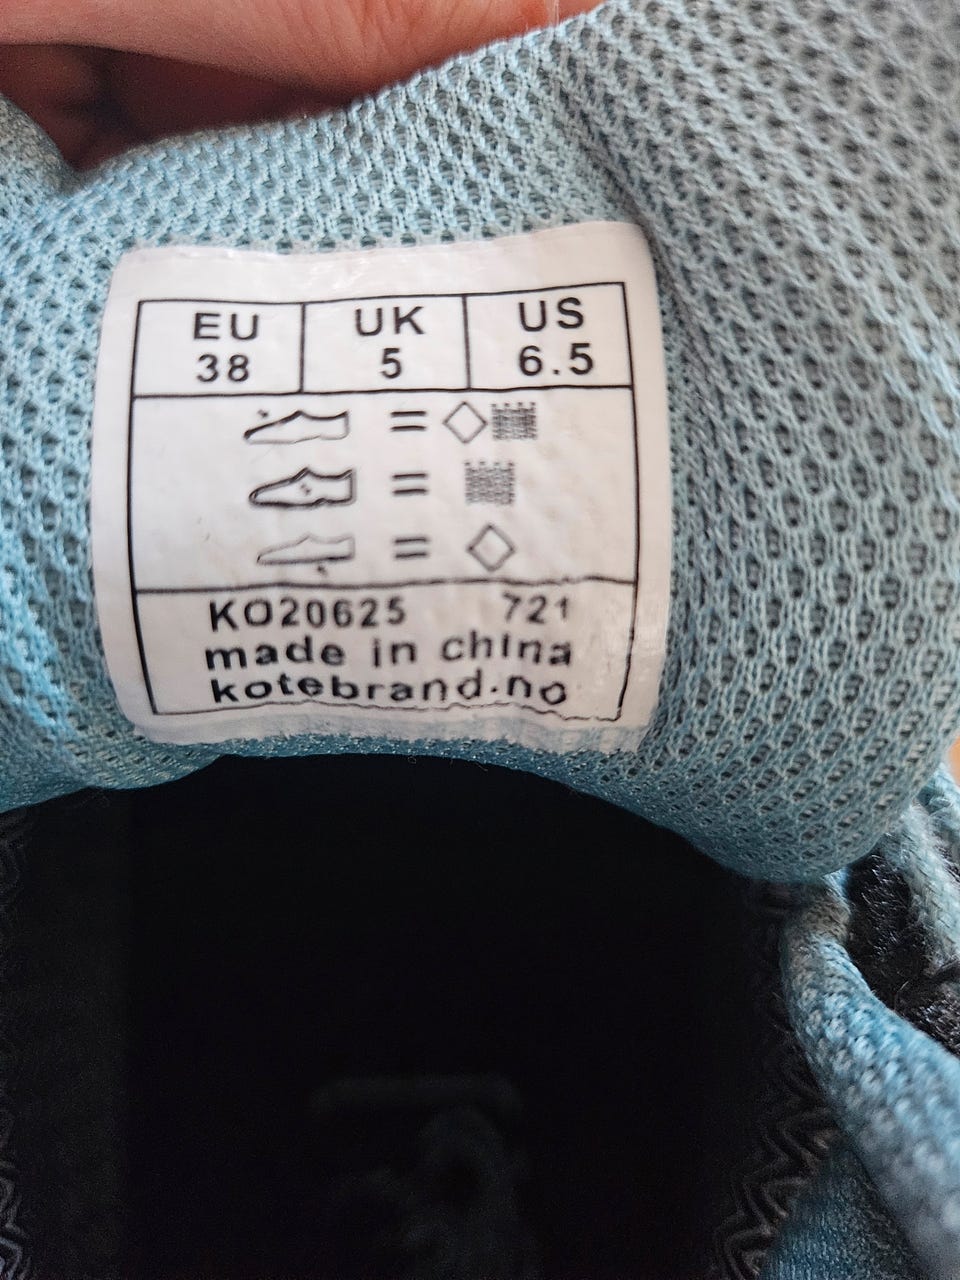 EU UK US
38 5 6.5
=
=
=
KO20625 721
made in china
kotebrand.no